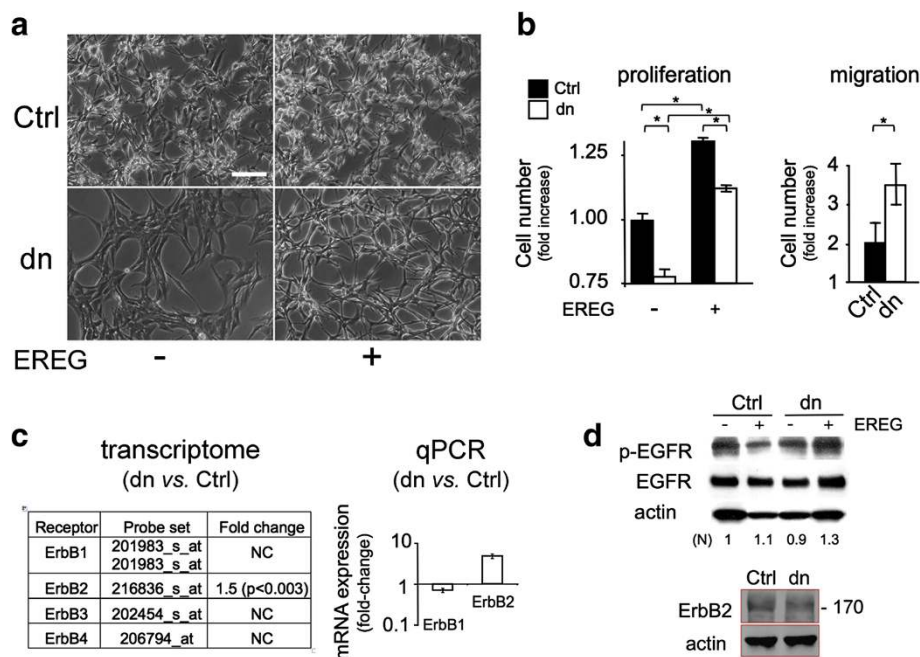 a
Ctrl
dn
EREG - +
b
Ctrl
dn
proliferation
* * * *
Cell number
(fold increase)
1.25
1.00
0.75
EREG - +
migration
*
Cell number
(fold increase)
4
3
2
1
Ctrl
dn
c
transcriptome
(dn vs. Ctrl)
Receptor Probe set Fold change
ErbB1 201983_s_at NC
201983_s_at
ErbB2 216836_s_at 1.5 (p<0.003)
ErbB3 202454_s_at NC
ErbB4 206794_at NC
qPCR
(dn vs. Ctrl)
mRNA expression
(fold-change)
10
1
0.1
ErbB1
ErbB2
d
Ctrl dn
- + - + EREG
p-EGFR
EGFR
actin
(N) 1 1.1 0.9 1.3
Ctrl dn
ErbB2 - 170
actin